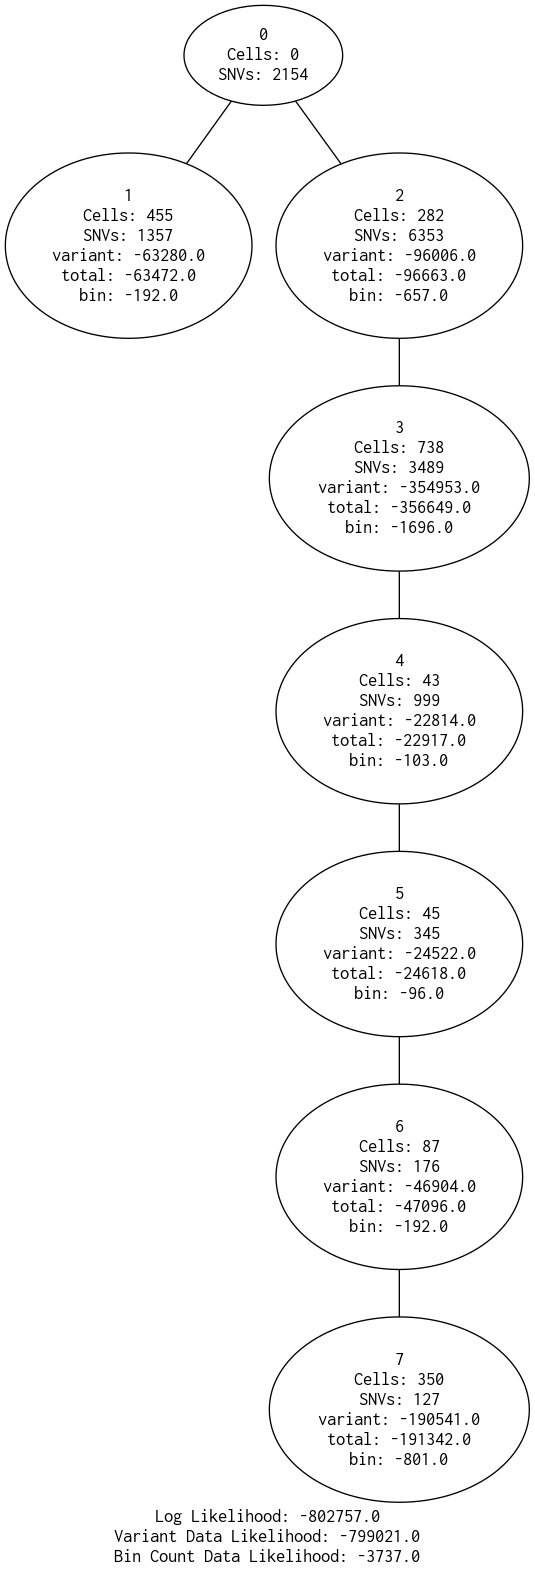 0
Cells: 0
SNVs: 2154
1
Cells: 455
SNVs: 1357
variant: -63280.0
total: -63472.0
bin: -192.0
2
Cells: 282
SNVs: 6353
variant: -96006.0
total: -96663.0
bin: -657.0
3
Cells: 738
SNVs: 3489
variant: -354953.0
total: -356649.0
bin: -1696.0
4
Cells: 43
SNVs: 999
variant: -22814.0
total: -22917.0
bin: -103.0
5
Cells: 45
SNVs: 345
variant: -24522.0
total: -24618.0
bin: -96.0
6
Cells: 87
SNVs: 176
variant: -46904.0
total: -47096.0
bin: -192.0
7
Cells: 350
SNVs: 127
variant: -190541.0
total: -191342.0
bin: -801.0
Log Likelihood: -802757.0
Variant Data Likelihood: -799021.0
Bin Count Data Likelihood: -3737.0